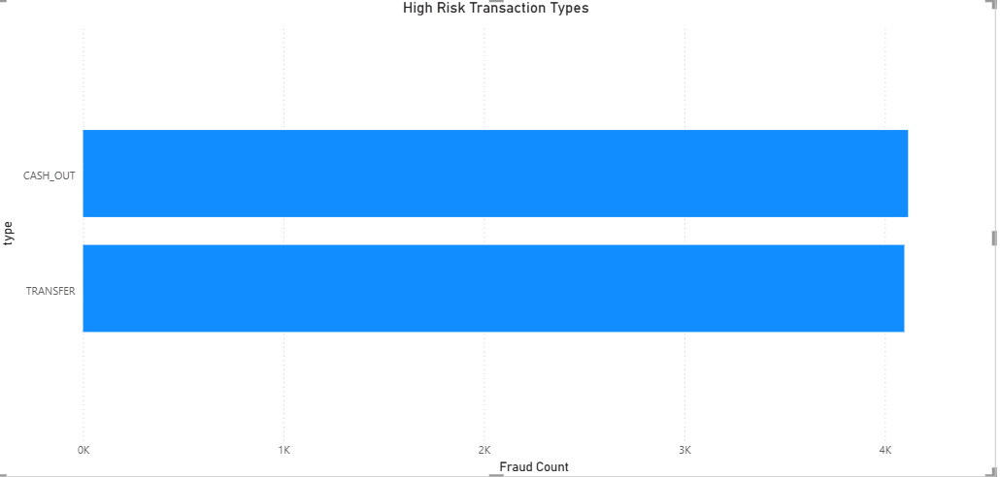 High Risk Transaction Types
type
CASH_OUT
TRANSFER
0K
1K
2K
3K
4K
Fraud Count